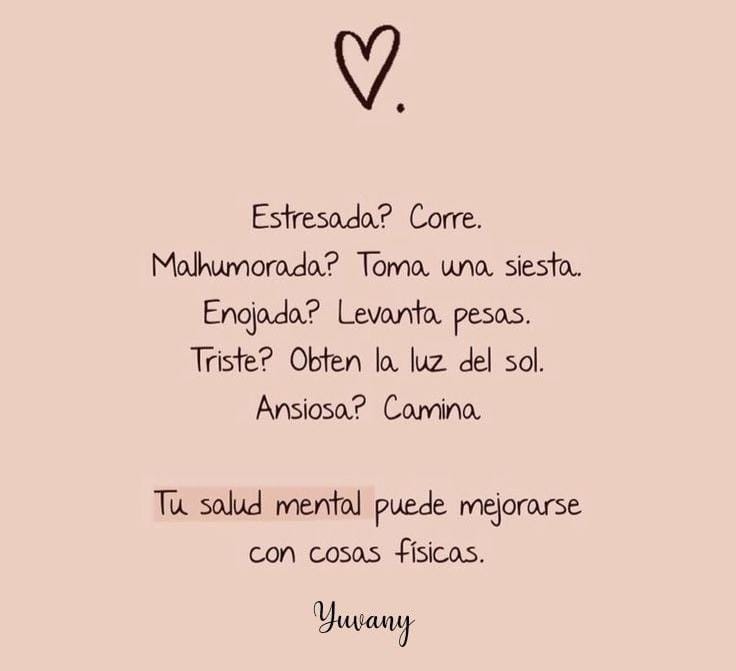 Estresada? Corre.
Malhumorada? Toma una siesta.
Enojada? Levanta pesas.
Triste? Obten la luz del sol.
Ansiosa? Camina
Tu salud mental puede mejorarse
con cosas físicas.
Yuvany